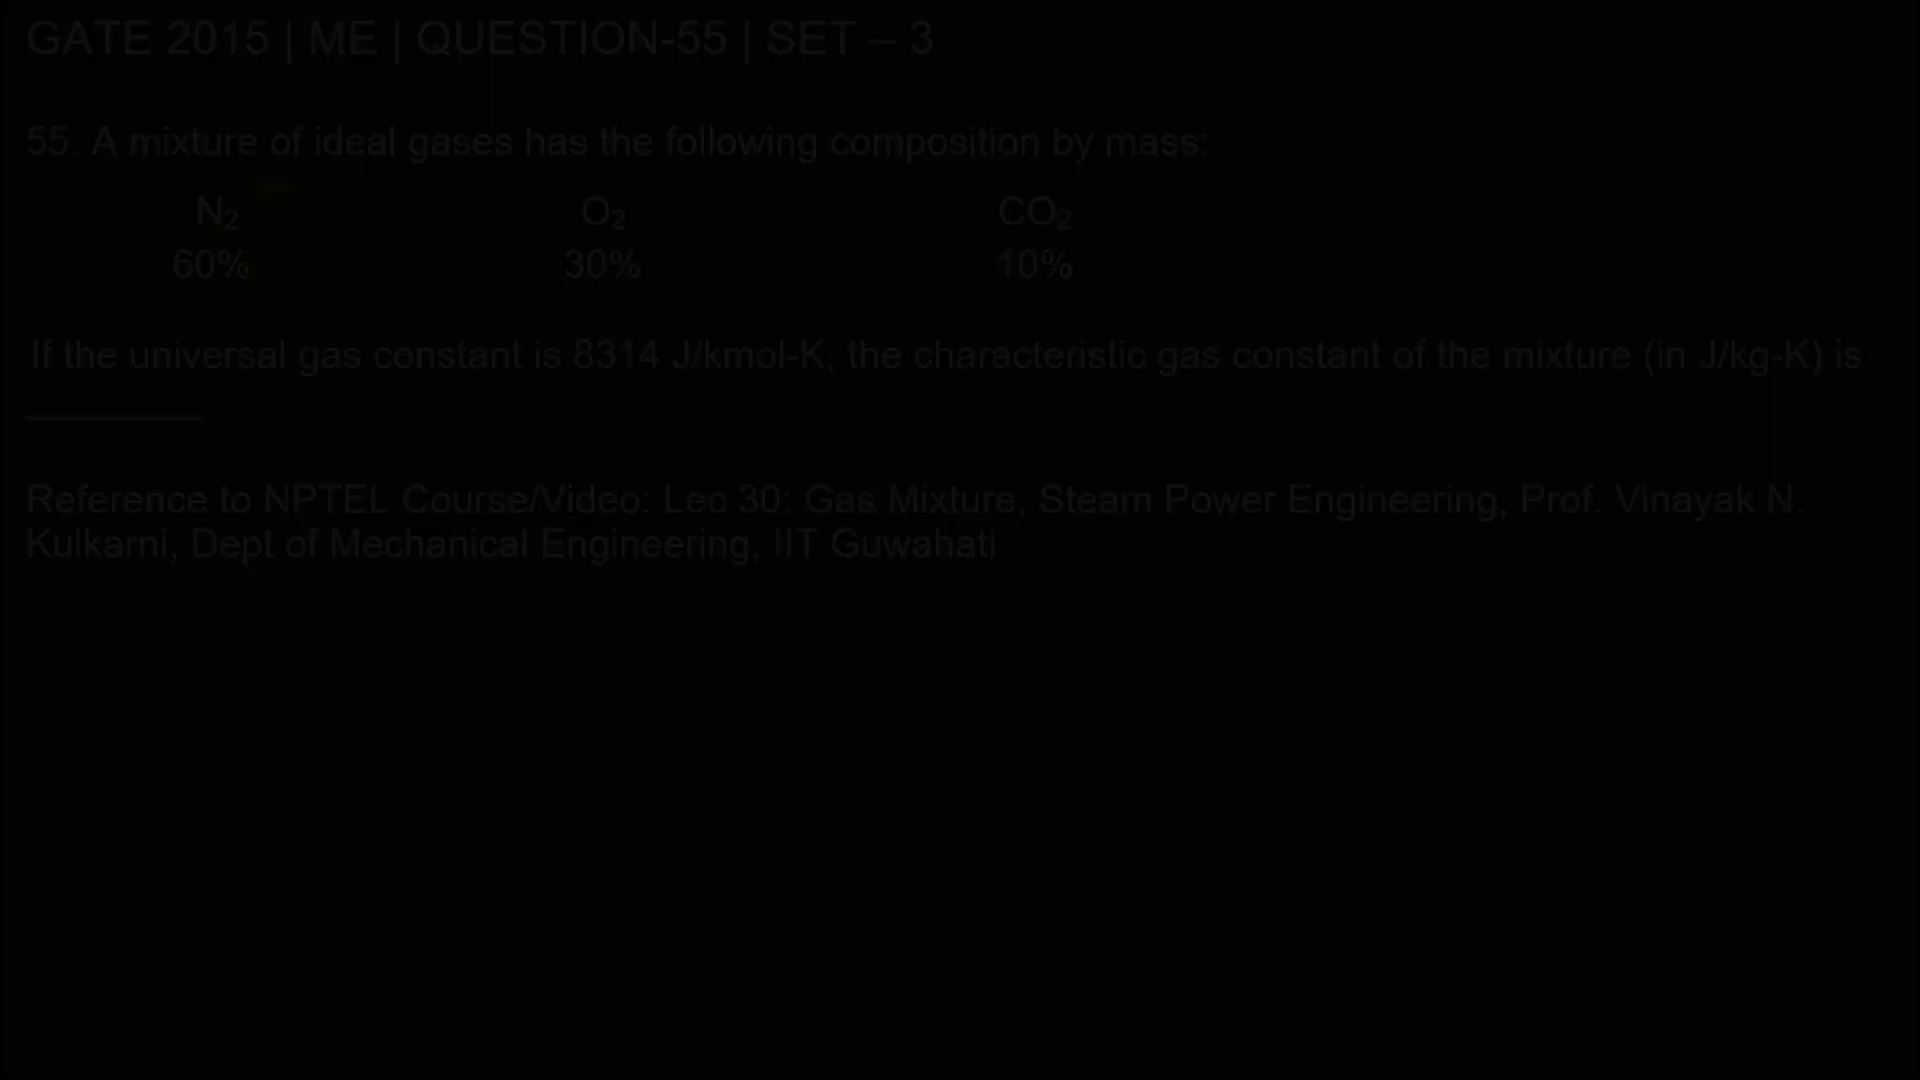 GATE 2015 | ME | QUESTION-55 | SET – 3
55. A mixture of ideal gases has the following composition by mass:
N₂ O₂ CO₂
60% 30% 10%
If the universal gas constant is 8314 J/kmol-K, the characteristic gas constant of the mixture (in J/kg-K) is
_________
Reference to NPTEL Course/Video: Lec 30: Gas Mixture, Steam Power Engineering, Prof. Vinayak N.
Kulkarni, Dept of Mechanical Engineering, IIT Guwahati